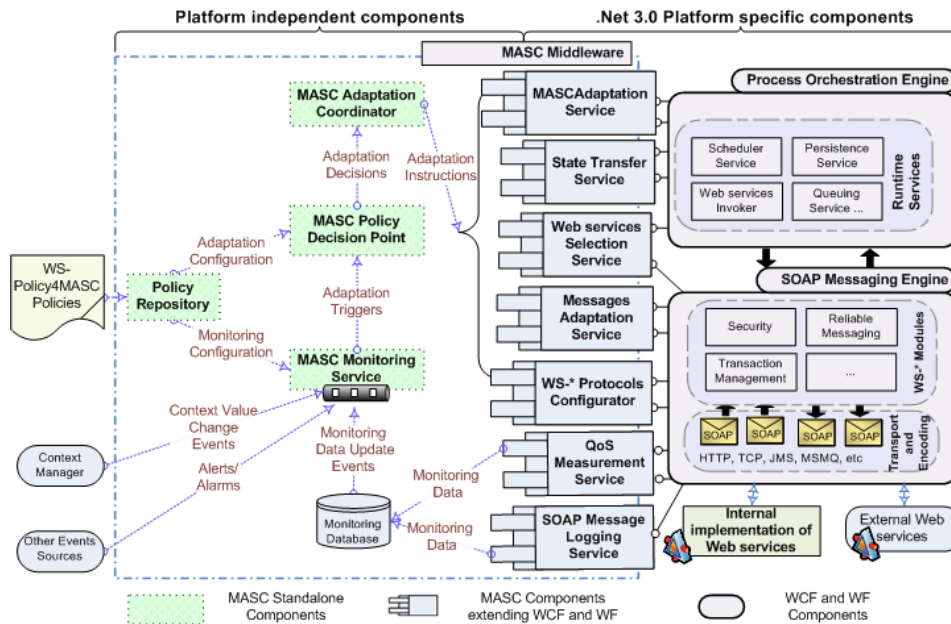 Platform independent components
.Net 3.0 Platform specific components
MASC Middleware
MASC Adaptation
Coordinator
MASCAdaptation
Service
Process Orchestration Engine
Scheduler
Service
Persistence
Service
Web services
Invoker
Queuing
Service ...
Runtime
Services
Adaptation
Decisions
Adaptation
Instructions
State Transfer
Service
MASC Policy
Decision Point
Web services
Selection
Service
Adaptation
Configuration
WS-
Policy4MASC
Policies
Policy
Repository
Adaptation
Triggers
Monitoring
Configuration
SOAP Messaging Engine
Messages
Adaptation
Service
Security
Reliable
Messaging
Transaction
Management
...
WS-* Modules
MASC Monitoring
Service
WS-* Protocols
Configurator
Context Value
Change
Events
Monitoring
Data Update
Events
SOAP
SOAP
SOAP
SOAP
HTTP, TCP, JMS, MSMQ, etc
Transport
and
Encoding
Context
Manager
Alerts/
Alarms
Monitoring
Data
QoS
Measurement
Service
Other Events
Sources
Monitoring
Database
Monitoring
Data
SOAP Message
Logging
Service
Internal
implementation of
Web services
External Web
services
MASC Standalone
Components
MASC Components
extending WCF and WF
WCF and WF
Components